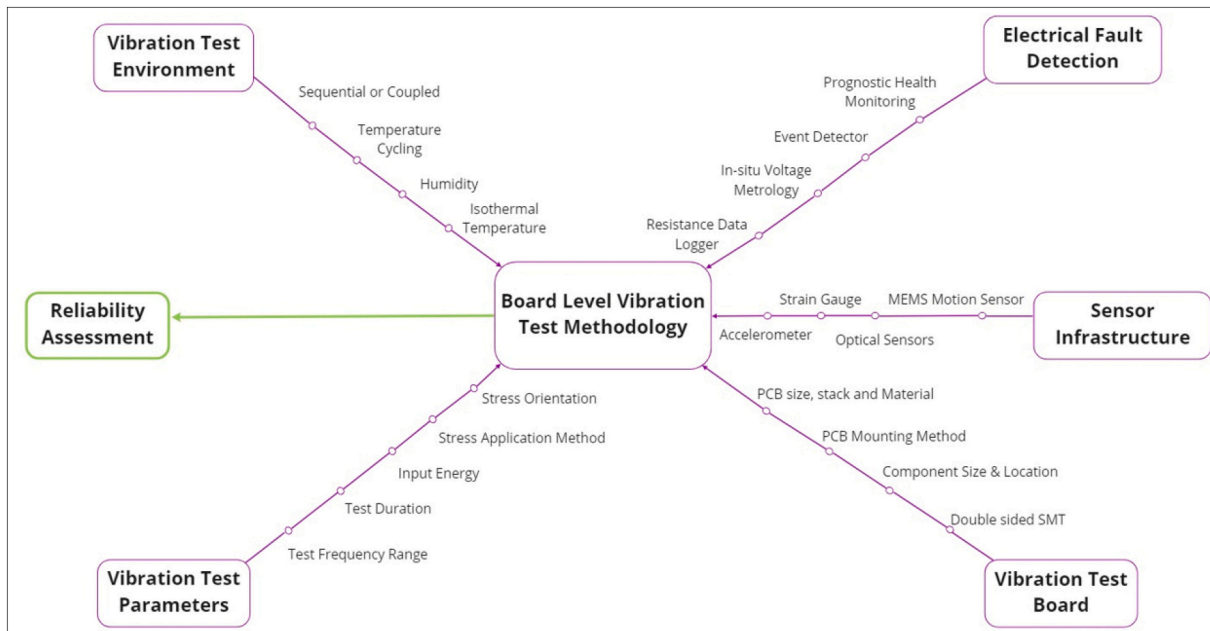 Vibration Test
Environment
Sequential or Coupled
Temperature
Cycling
Humidity
Isothermal
Temperature
Electrical Fault
Detection
Prognostic Health
Monitoring
Event Detector
In-situ Voltage
Metrology
Resistance Data
Logger
Reliability
Assessment
Board Level Vibration
Test Methodology
Strain Gauge
MEMS Motion Sensor
Accelerometer
Optical Sensors
Sensor
Infrastructure
Stress Orientation
Stress Application Method
Input Energy
Test Duration
Test Frequency Range
Vibration Test
Parameters
PCB size, stack and Material
PCB Mounting Method
Component Size & Location
Double sided SMT
Vibration Test
Board